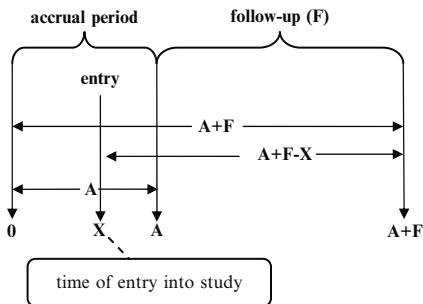 accrual period follow-up (F)
entry
A+F
A+F-X
A
0 X A A+F
time of entry into study